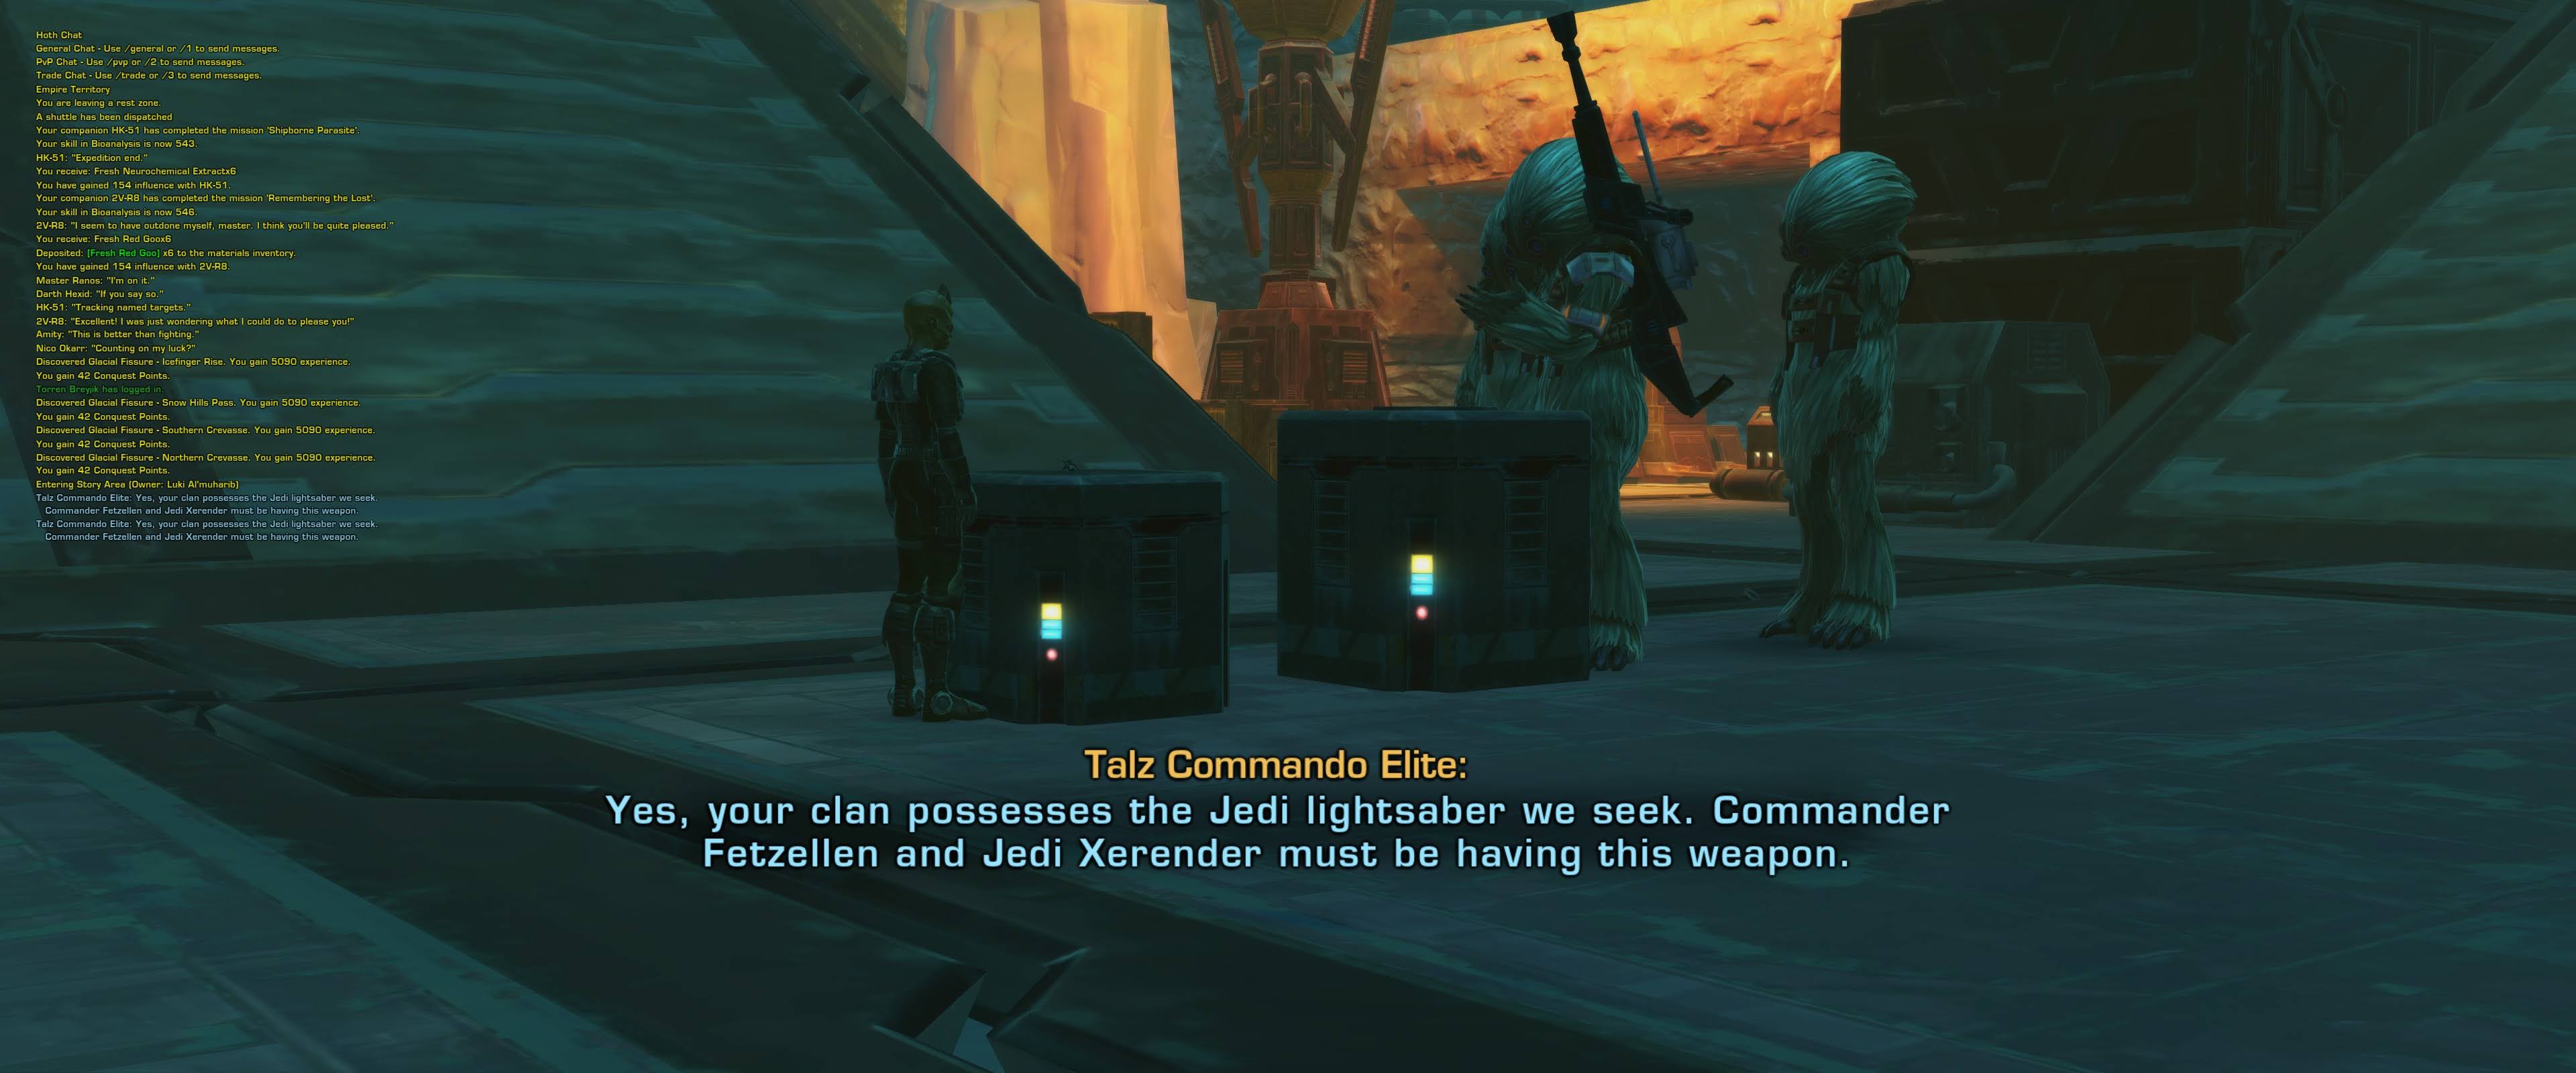 Hoth Chat
General Chat - Use /general or /1 to send messages.
PvP Chat - Use /pvp or /2 to send messages.
Trade Chat - Use /trade or /3 to send messages.
Empire Territory
You are leaving a rest zone.
A shuttle has been dispatched
Your companion HK-51 has completed the mission 'Shipborne Parasite'.
Your skill in Bioanalysis is now 543.
HK-51: "Expedition end."
You receive: Fresh Neurochemical Extractx6
You have gained 154 influence with HK-51.
Your companion 2V-R8 has completed the mission 'Remembering the Lost'.
Your skill in Bioanalysis is now 546.
2V-R8: "I seem to have outdone myself, master. I think you'll be quite pleased."
You receive: Fresh Red Goox6
Deposited: [Fresh Red Goo] x6 to the materials inventory.
You have gained 154 influence with 2V-R8.
Master Ranos: "I'm on it."
Darth Hexid: "If you say so."
HK-51: "Tracking named targets."
2V-R8: "Excellent! I was just wondering what I could do to please you!"
Amity: "This is better than fighting."
Nico Okarr: "Counting on my luck?"
Discovered Glacial Fissure - Icefinger Rise. You gain 5090 experience.
You gain 42 Conquest Points.
Torren Breyjik has logged in.
Discovered Glacial Fissure - Snow Hills Pass. You gain 5090 experience.
You gain 42 Conquest Points.
Discovered Glacial Fissure - Southern Crevasse. You gain 5090 experience.
You gain 42 Conquest Points.
Discovered Glacial Fissure - Northern Crevasse. You gain 5090 experience.
You gain 42 Conquest Points.
Entering Story Area (Owner: Luki Al'muharib)
Talz Commando Elite: Yes, your clan possesses the Jedi lightsaber we seek.
Commander Fetzellen and Jedi Xerender must be having this weapon.
Talz Commando Elite: Yes, your clan possesses the Jedi lightsaber we seek.
Commander Fetzellen and Jedi Xerender must be having this weapon.
Talz Commando Elite:
Yes, your clan possesses the Jedi lightsaber we seek. Commander
Fetzellen and Jedi Xerender must be having this weapon.